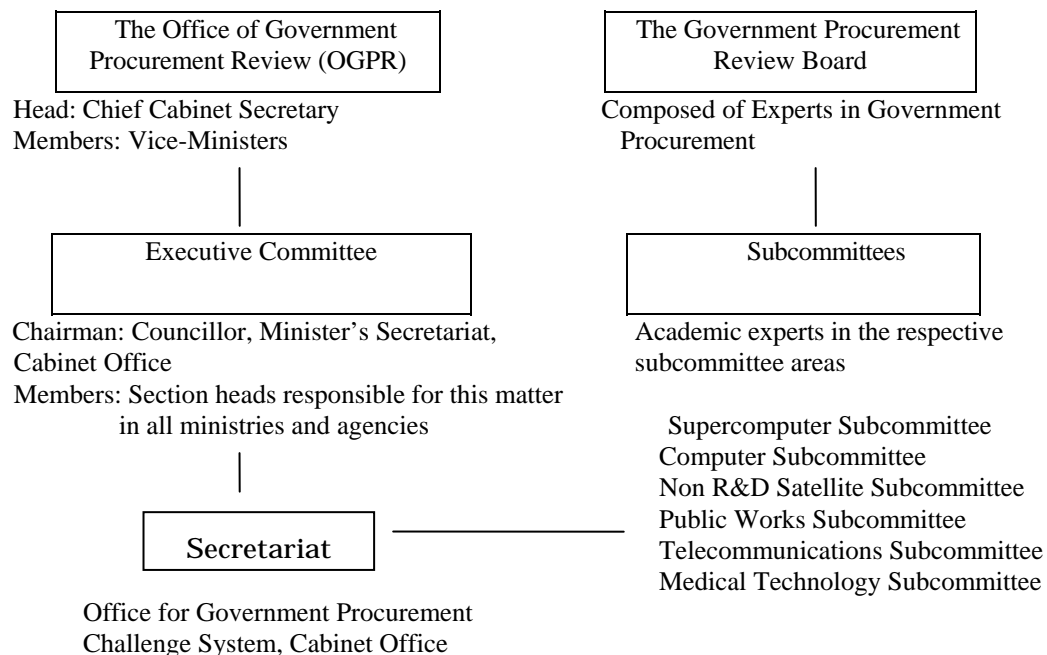 The Office of Government
Procurement Review (OGPR)
Head: Chief Cabinet Secretary
Members: Vice-Ministers
The Government Procurement
Review Board
Composed of Experts in Government
Procurement
Executive Committee
Chairman: Councillor, Minister’s Secretariat,
Cabinet Office
Members: Section heads responsible for this matter
in all ministries and agencies
Subcommittees
Academic experts in the respective
subcommittee areas
Supercomputer Subcommittee
Computer Subcommittee
Non R&D Satellite Subcommittee
Public Works Subcommittee
Telecommunications Subcommittee
Medical Technology Subcommittee
Secretariat
Office for Government Procurement
Challenge System, Cabinet Office